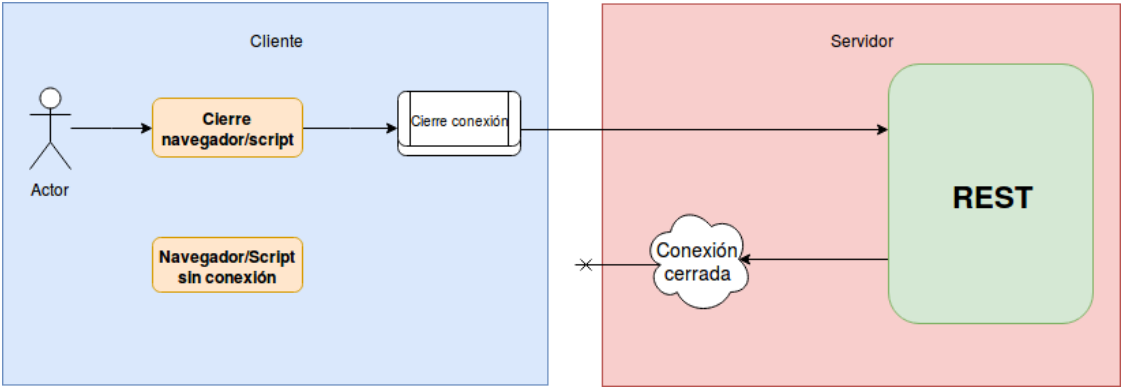 Cliente
Servidor
Cierre
navegador/script
Cierre conexión
Actor
REST
Navegador/Script
sin conexión
Conexión
cerrada